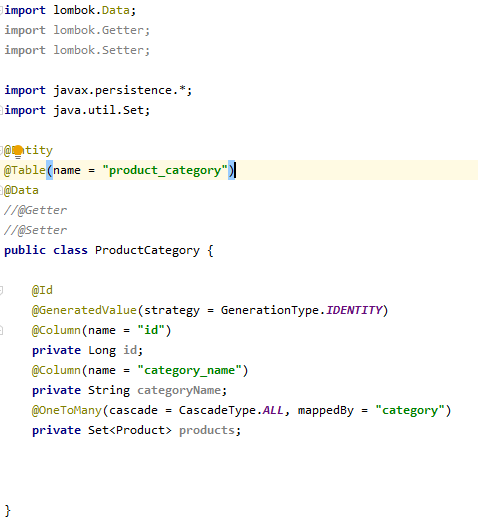 import lombok.Data;
import lombok.Getter;
import lombok.Setter;
import javax.persistence.*;
import java.util.Set;
@Entity
@Table(name = "product_category")
@Data
//@Getter
//@Setter
public class ProductCategory {
@Id
@GeneratedValue(strategy = GenerationType.IDENTITY)
@Column(name = "id")
private Long id;
@Column(name = "category_name")
private String categoryName;
@OneToMany(cascade = CascadeType.ALL, mappedBy = "category")
private Set<Product> products;
}